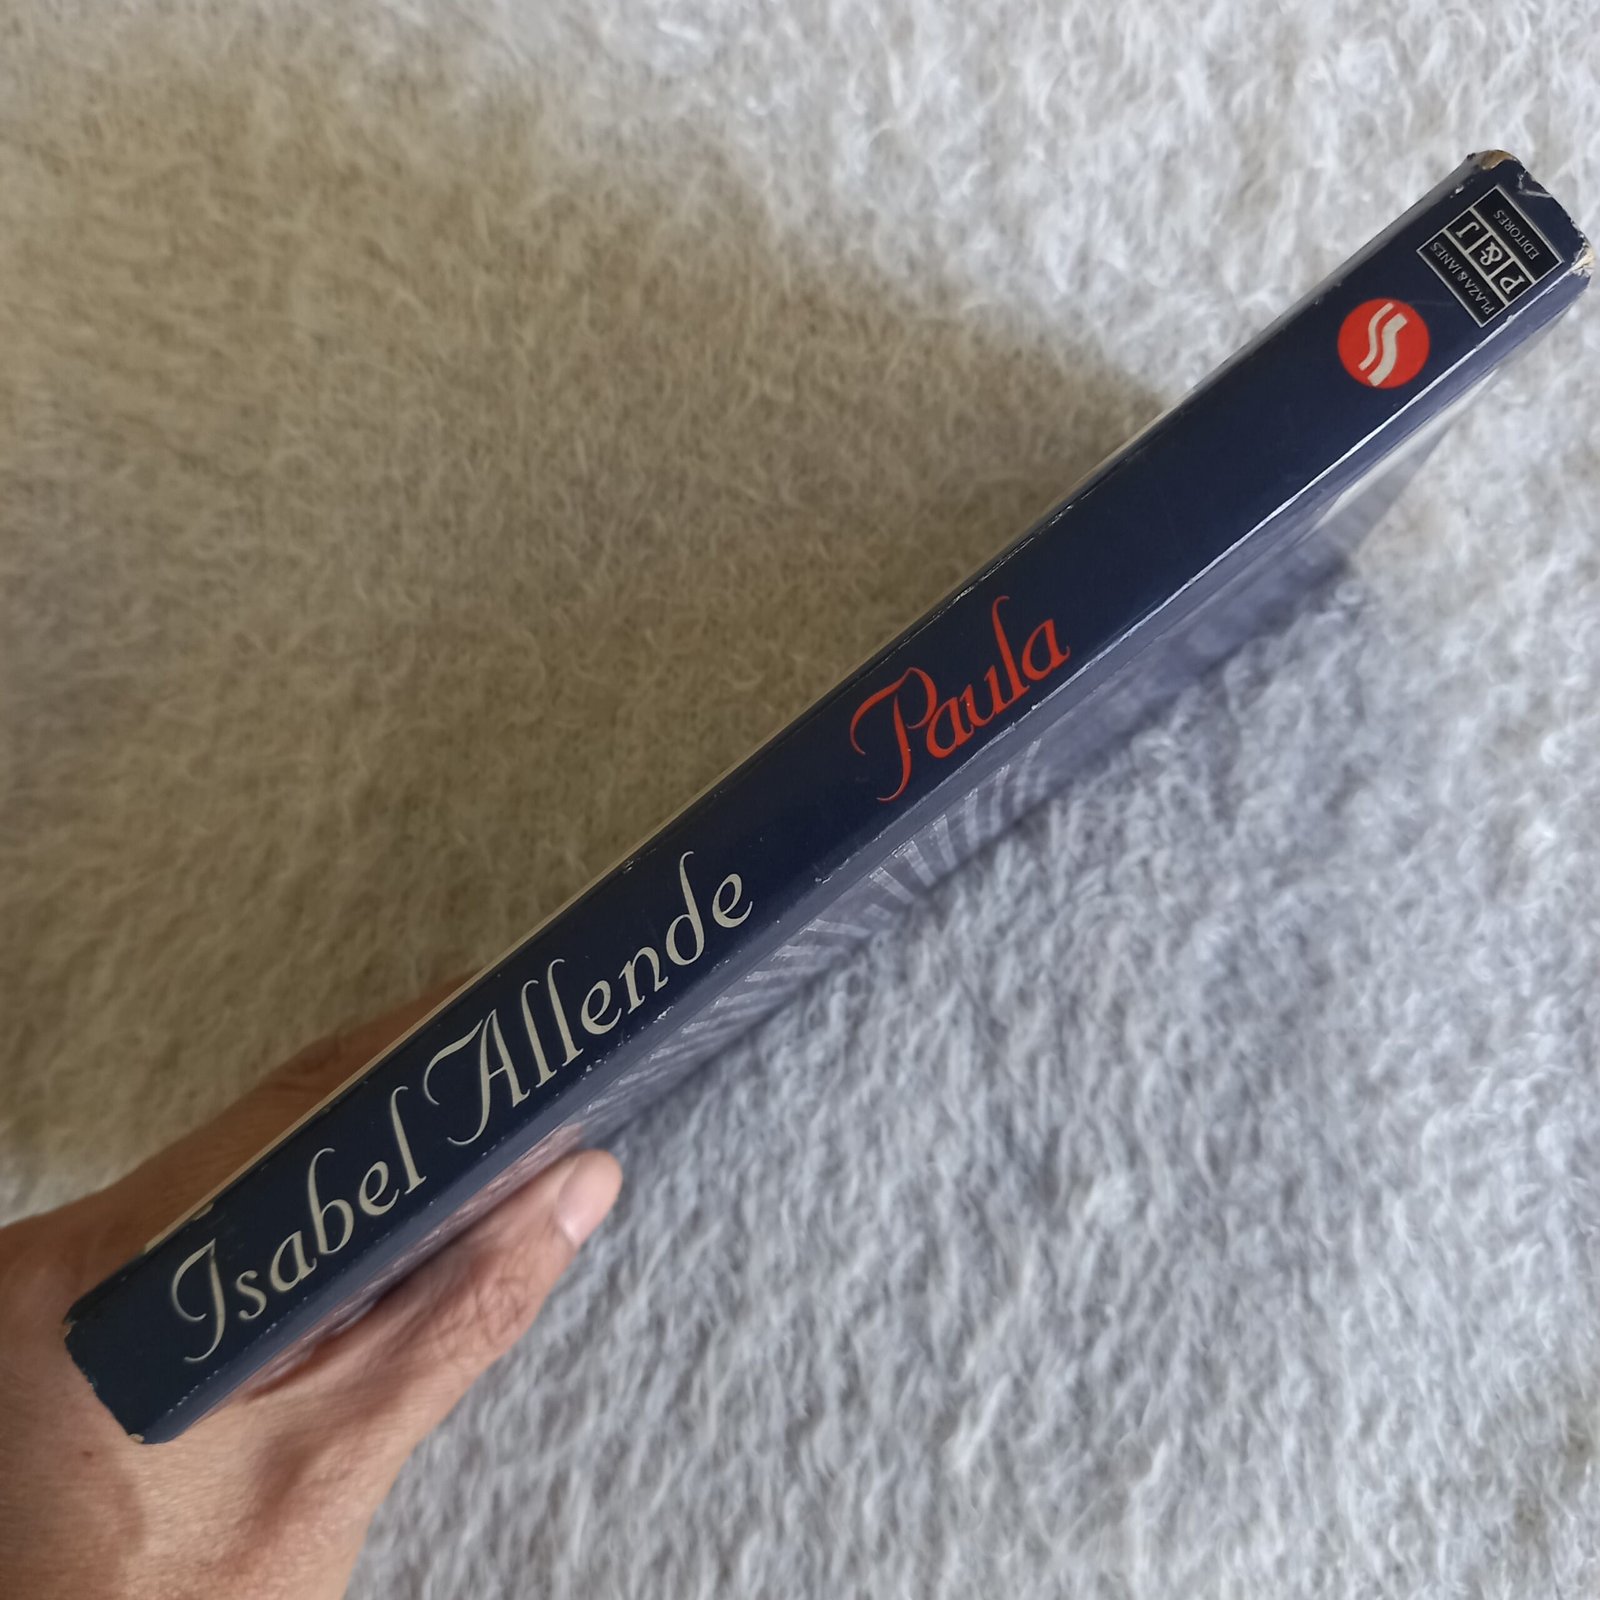 Isabel Allende
Paula
PLAZA & JANES
P&J
EDITORES